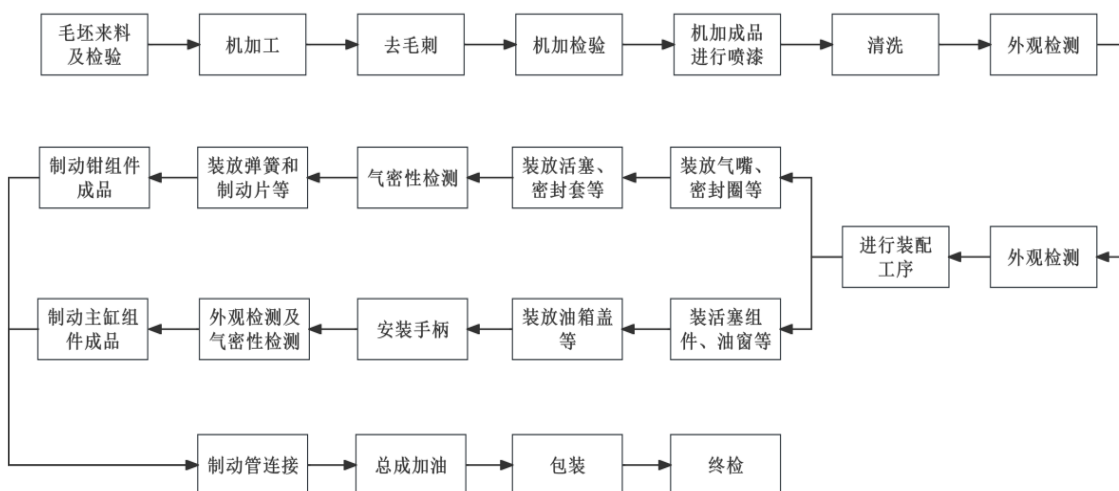 毛坯来料
及检验
机加工
去毛刺
机加检验
机加成品
进行喷漆
清洗
外观检测
外观检测
进行装配
工序
装放气嘴、
密封圈等
装放活塞、
密封套等
气密性检测
装放弹簧和
制动片等
制动钳组件
成品
装活塞组
件、油窗等
装放油箱盖
等
安装手柄
外观检测及
气密性检测
制动主缸组
件成品
制动管连接
总成加油
包装
终检